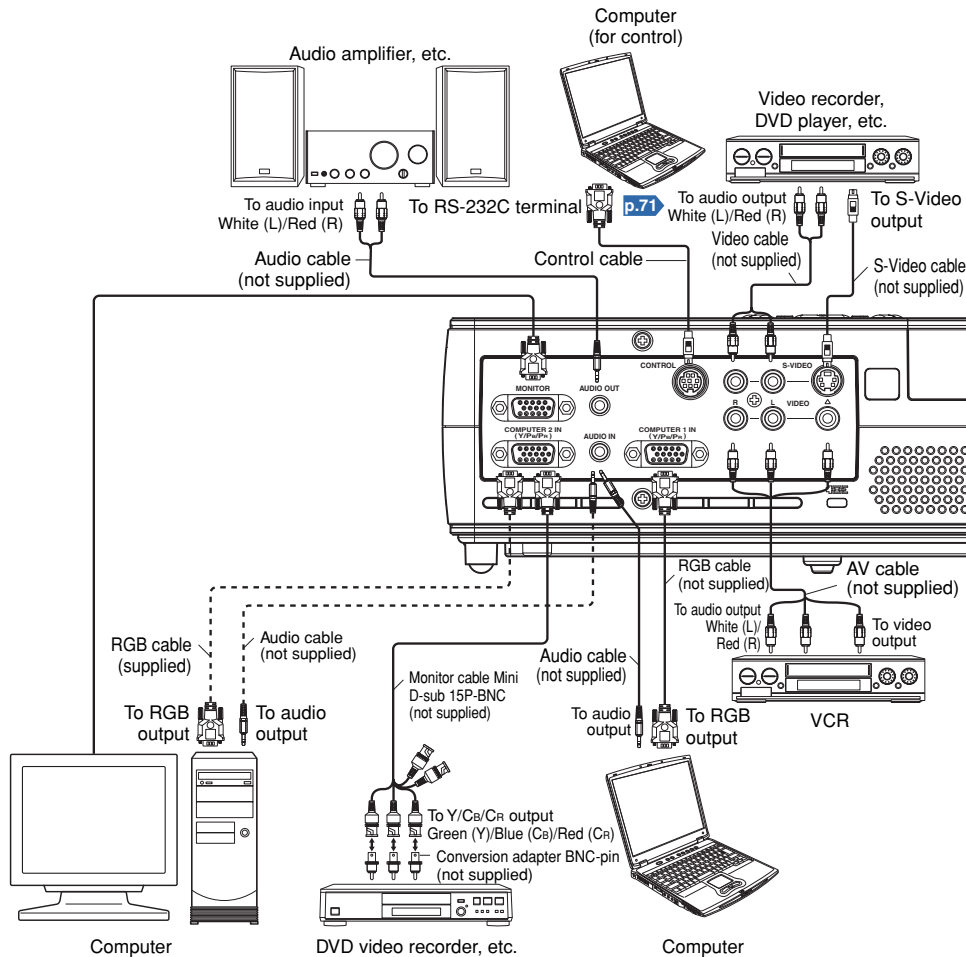 Computer
(for control)
Audio amplifier, etc.
Video recorder,
DVD player, etc.
To audio input
White (L)/Red (R)
To RS-232C terminal
p.71
To audio output
White (L)/Red (R)
To S-Video
output
Audio cable
(not supplied)
Control cable
Video cable
(not supplied)
S-Video cable
(not supplied)
MONITOR
AUDIO OUT
CONTROL
S-VIDEO
R
L
VIDEO
COMPUTER 2 IN
(Y/PB/PR)
AUDIO IN
COMPUTER 1 IN
(Y/PB/PR)
RGB cable
(supplied)
Audio cable
(not supplied)
RGB cable
(not supplied)
AV cable
(not supplied)
To audio output
White (L)/
Red (R)
To video
output
Monitor cable Mini
D-sub 15P-BNC
(not supplied)
Audio cable
(not supplied)
VCR
To RGB
output
To audio
output
To audio
output
To RGB
output
To Y/CB/CR output
Green (Y)/Blue (CB)/Red (CR)
Conversion adapter BNC-pin
(not supplied)
Computer
DVD video recorder, etc.
Computer